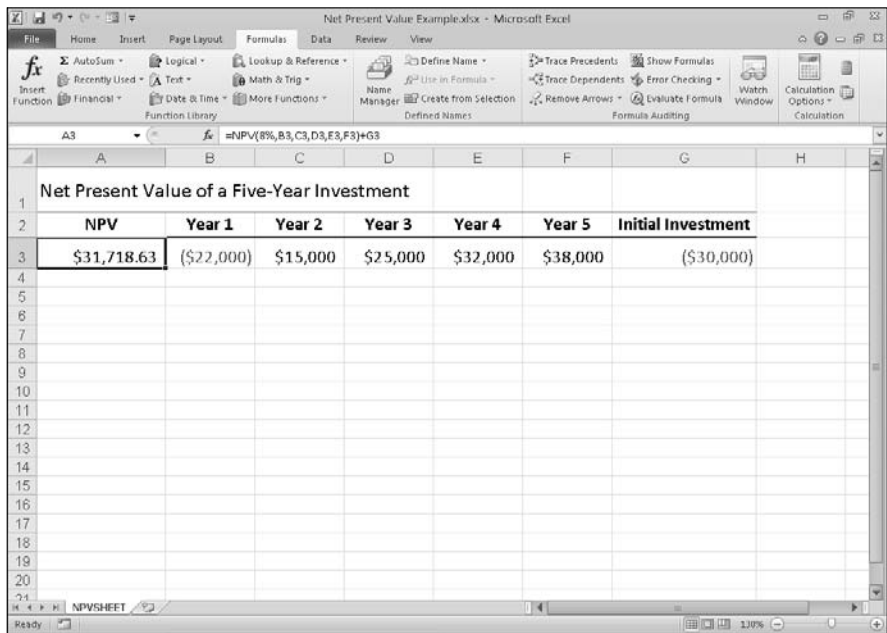 Net Present Value Example.xlsx - Microsoft Excel
File Home Insert Page Layout Formulas Data Review View
fx Insert Function
Σ AutoSum
Recently Used
Financial
Logical
Text
Date & Time
Lookup & Reference
Math & Trig
More Functions
Function Library
Name Manager
Define Name
Use in Formula
Create from Selection
Defined Names
Trace Precedents
Trace Dependents
Remove Arrows
Show Formulas
Error Checking
Evaluate Formula
Watch Window
Formula Auditing
Calculation Options
Calculation
A3 fx =NPV(8%,B3,C3,D3,E3,F3)+G3
A B C D E F G H
1 Net Present Value of a Five-Year Investment
2 NPV Year 1 Year 2 Year 3 Year 4 Year 5 Initial Investment
3 $31,718.63 ($22,000) $15,000 $25,000 $32,000 $38,000 ($30,000)
4
5
6
7
8
9
10
11
12
13
14
15
16
17
18
19
20
21
NPVSHEET
Ready 130%